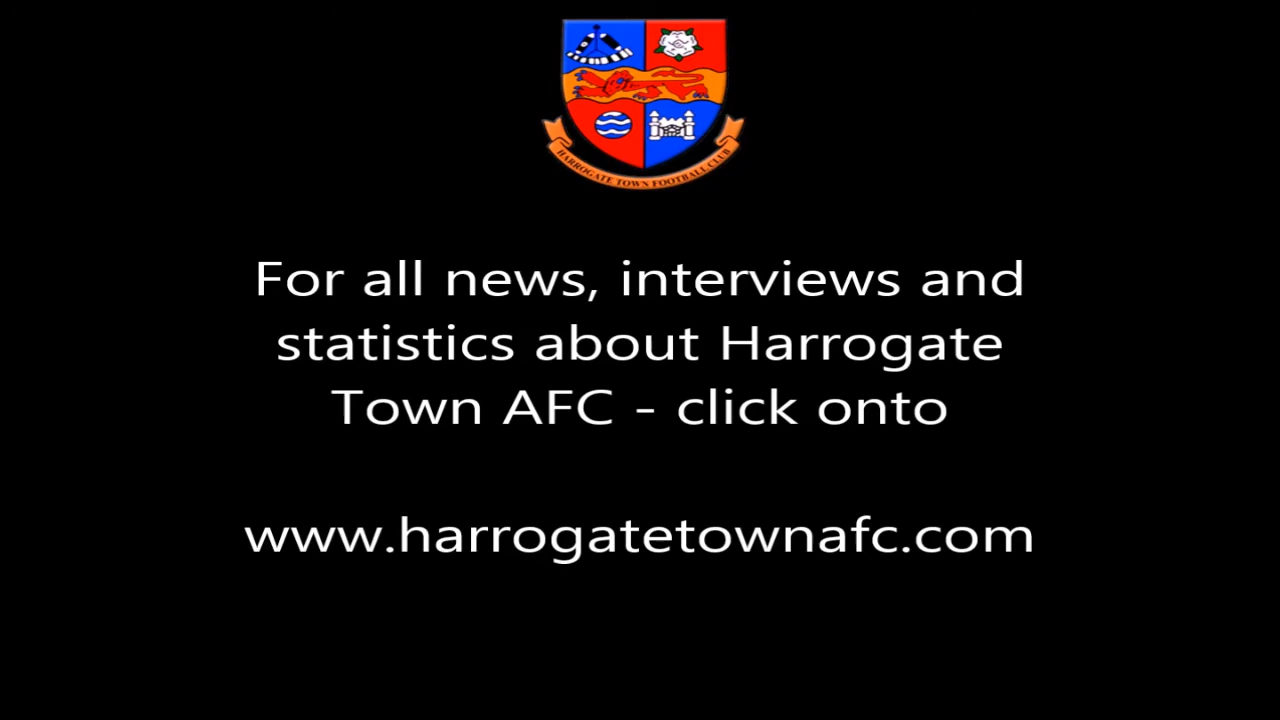 HARROGATE TOWN FOOTBALL CLUB
For all news, interviews and
statistics about Harrogate
Town AFC - click onto
www.harrogatetownafc.com